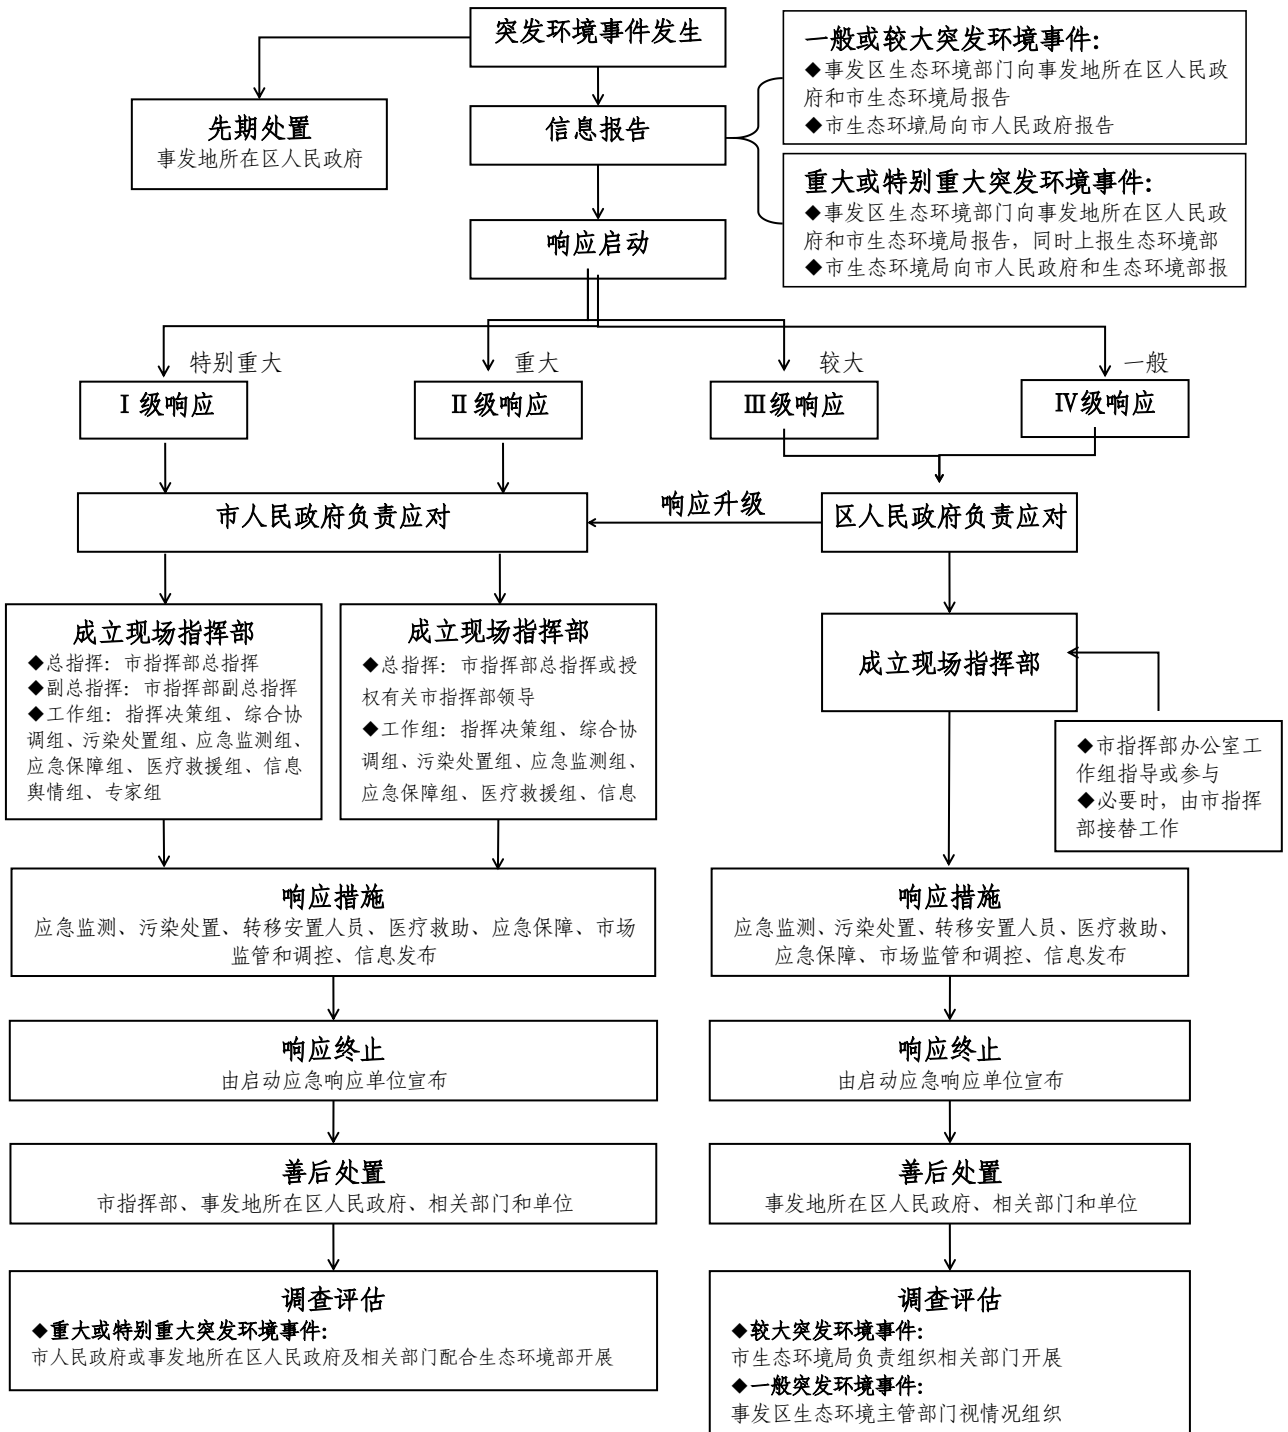 突发环境事件发生
一般或较大突发环境事件：
◆事发区生态环境部门向事发地所在区人民政
府和市生态环境局报告
◆市生态环境局向市人民政府报告
先期处置
事发地所在区人民政府
信息报告
重大或特别重大突发环境事件：
◆事发区生态环境部门向事发地所在区人民政
府和市生态环境局报告，同时上报生态环境部
◆市生态环境局向市人民政府和生态环境部报
响应启动
特别重大
重大
较大
一般
Ⅰ级响应
Ⅱ级响应
Ⅲ级响应
Ⅳ级响应
市人民政府负责应对
响应升级
区人民政府负责应对
成立现场指挥部
◆总指挥：市指挥部总指挥
◆副总指挥：市指挥部副总指挥
◆工作组：指挥决策组、综合协
调组、污染处置组、应急监测组、
应急保障组、医疗救援组、信息
舆情组、专家组
成立现场指挥部
◆总指挥：市指挥部总指挥或授
权有关市指挥部领导
◆工作组：指挥决策组、综合协
调组、污染处置组、应急监测组、
应急保障组、医疗救援组、信息
成立现场指挥部
◆市指挥部办公室工
作组指导或参与
◆必要时，由市指挥
部接替工作
响应措施
应急监测、污染处置、转移安置人员、医疗救助、应急保障、市场
监管和调控、信息发布
响应措施
应急监测、污染处置、转移安置人员、医疗救助、
应急保障、市场监管和调控、信息发布
响应终止
由启动应急响应单位宣布
响应终止
由启动应急响应单位宣布
善后处置
市指挥部、事发地所在区人民政府、相关部门和单位
善后处置
事发地所在区人民政府、相关部门和单位
调查评估
◆重大或特别重大突发环境事件：
市人民政府或事发地所在区人民政府及相关部门配合生态环境部开展
调查评估
◆较大突发环境事件：
市生态环境局负责组织相关部门开展
◆一般突发环境事件：
事发区生态环境主管部门视情况组织